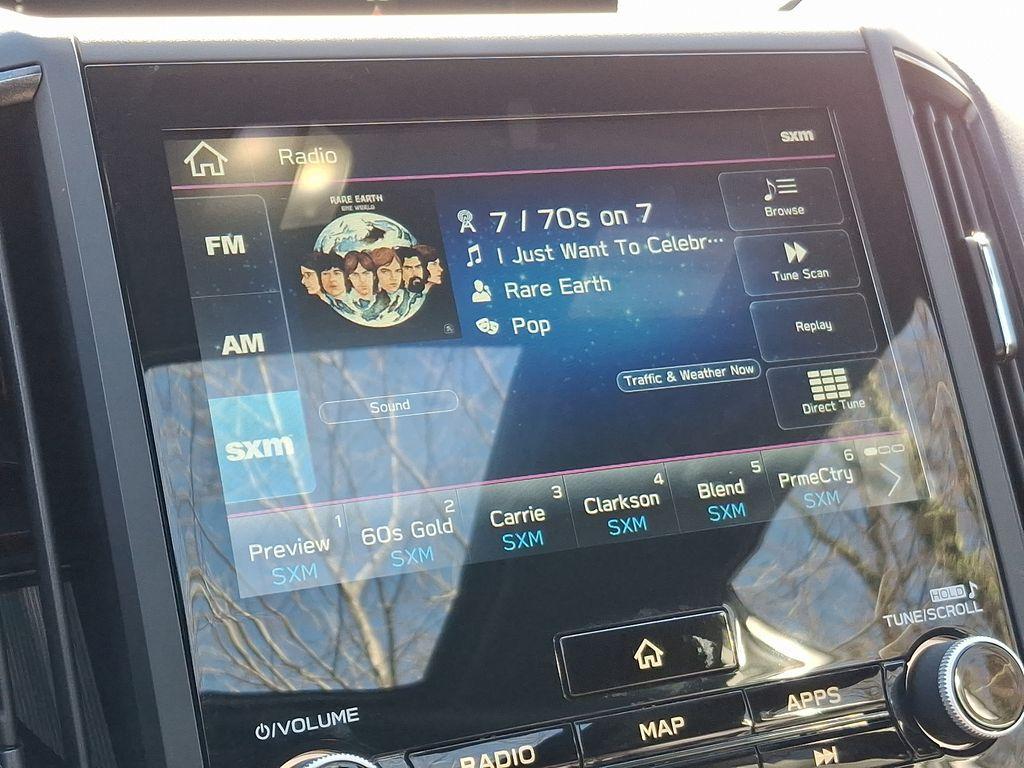 Radio
sxm
FM
AM
sxm
RARE EARTH
ONE WORLD
7 / 70s on 7
I Just Want To Celebr...
Rare Earth
Pop
Browse
Tune Scan
Replay
Direct Tune
Traffic & Weather Now
Sound
1
Preview
SXM
2
60s Gold
SXM
3
Carrie
SXM
4
Clarkson
SXM
5
Blend
SXM
6
PrmeCtry
SXM
HOLD
TUNE/SCROLL
/VOLUME
RADIO
MAP
APPS